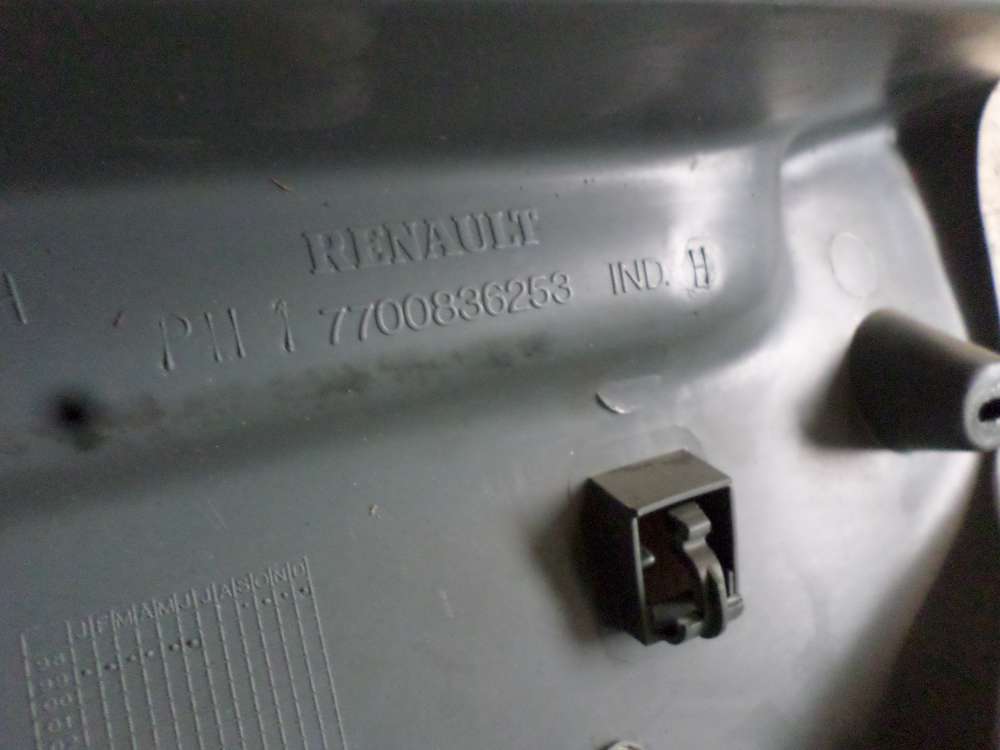 RENAULT
PH 1 7700836253 IND. H
J F M A M J J A S O N D